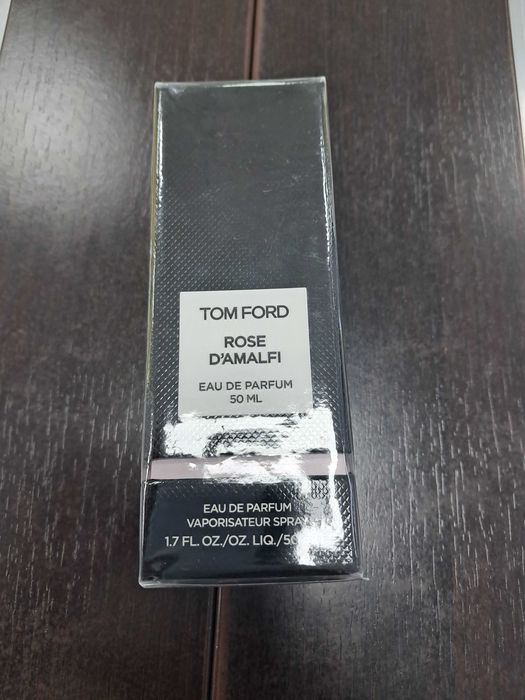 TOM FORD
ROSE
D'AMALFI
EAU DE PARFUM
50 ML
EAU DE PARFUM
VAPORISATEUR SPRAY
1.7 FL. OZ./OZ. LIQ./50